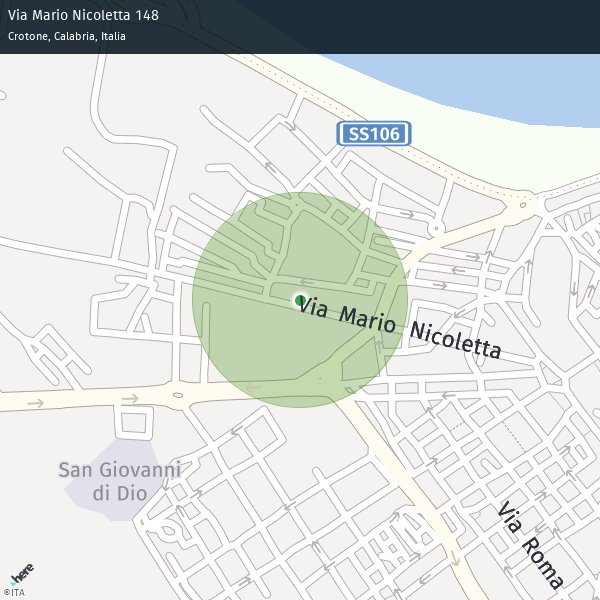 Via Mario Nicoletta 148
Crotone, Calabria, Italia
SS106
Via Mario Nicoletta
San Giovanni
di Dio
Via Roma
here
©ITA